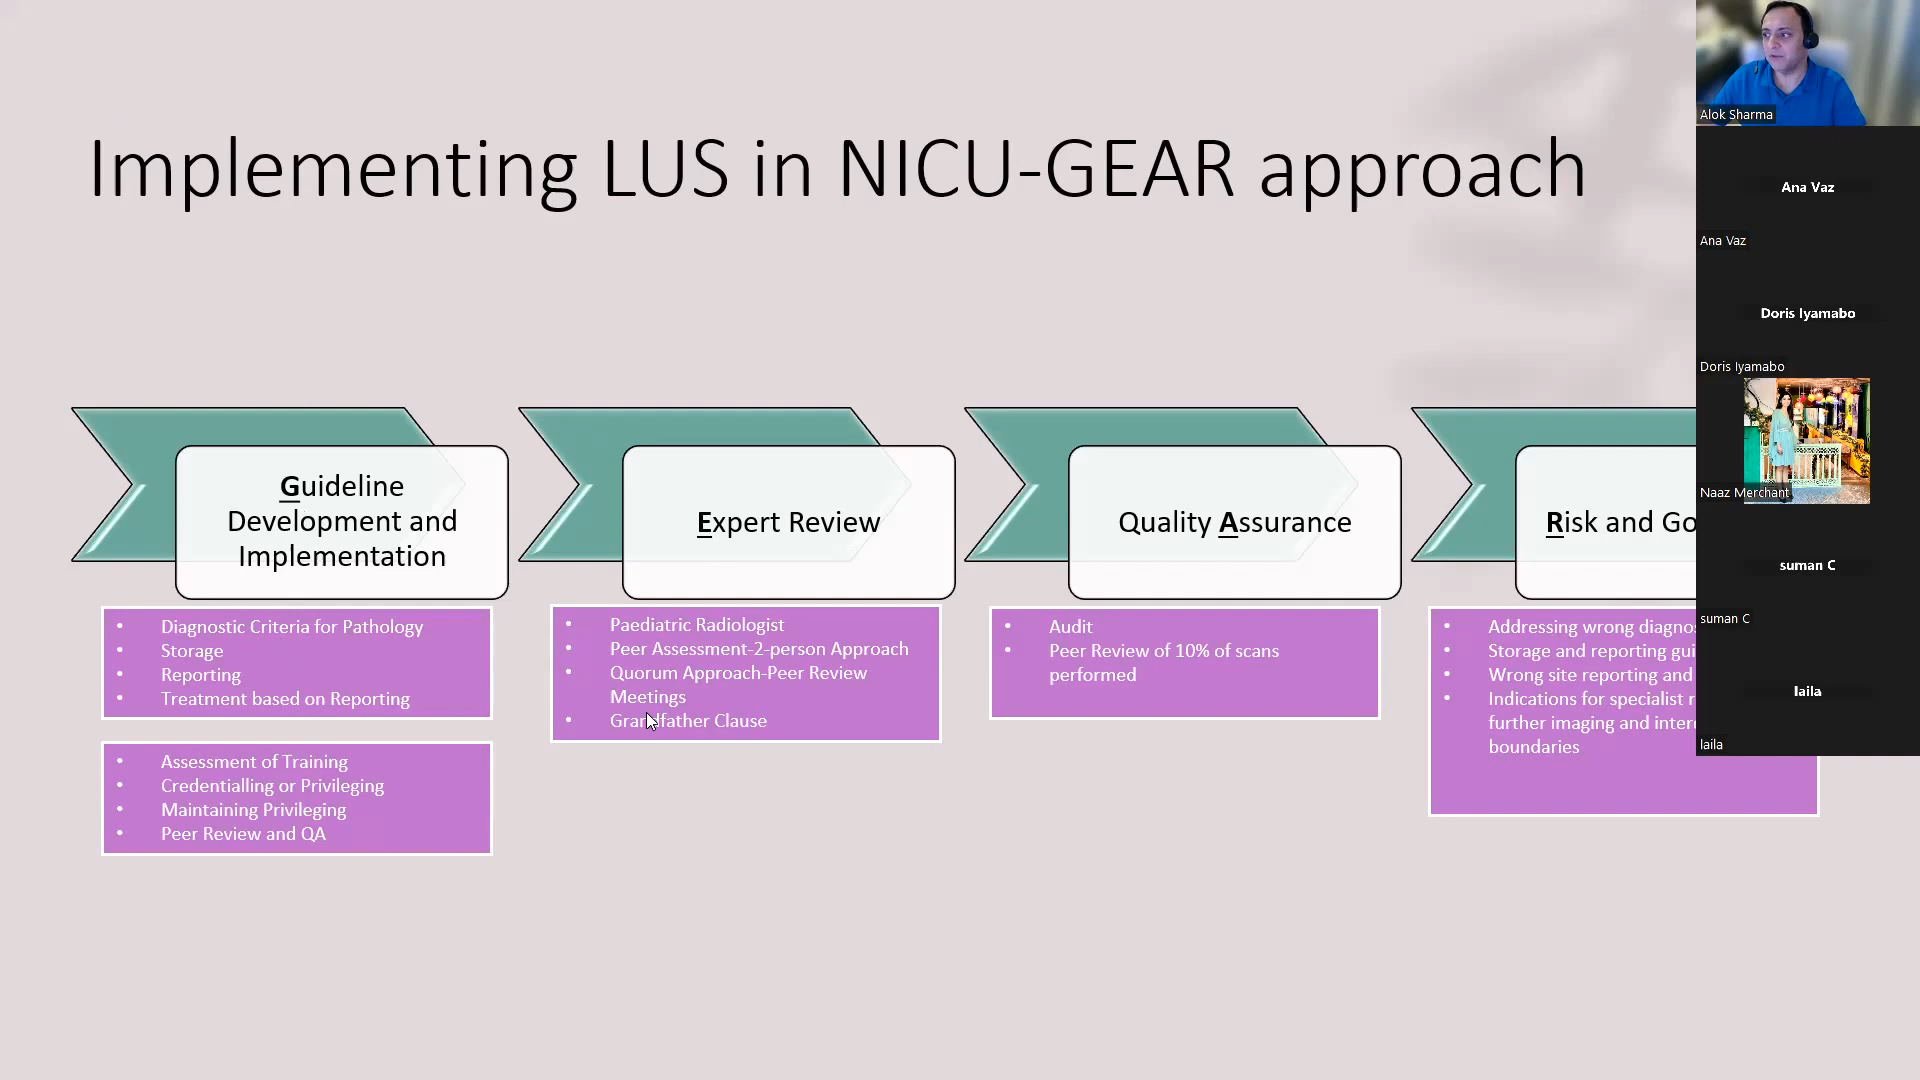 Implementing LUS in NICU-GEAR approach
Guideline
Development and
Implementation
Diagnostic Criteria for Pathology
Storage
Reporting
Treatment based on Reporting
Assessment of Training
Credentialling or Privileging
Maintaining Privileging
Peer Review and QA
Expert Review
Paediatric Radiologist
Peer Assessment-2-person Approach
Quorum Approach-Peer Review
Meetings
Grandfather Clause
Quality Assurance
Audit
Peer Review of 10% of scans
performed
Risk and
Addressing wrong
Storage and reporting
Wrong site reporting and
Indications for specialist
further imaging and
boundaries
Alok Sharma
Ana Vaz
Ana Vaz
Doris Iyamabo
Doris Iyamabo
Naaz Merchant
suman C
suman C
laila
laila